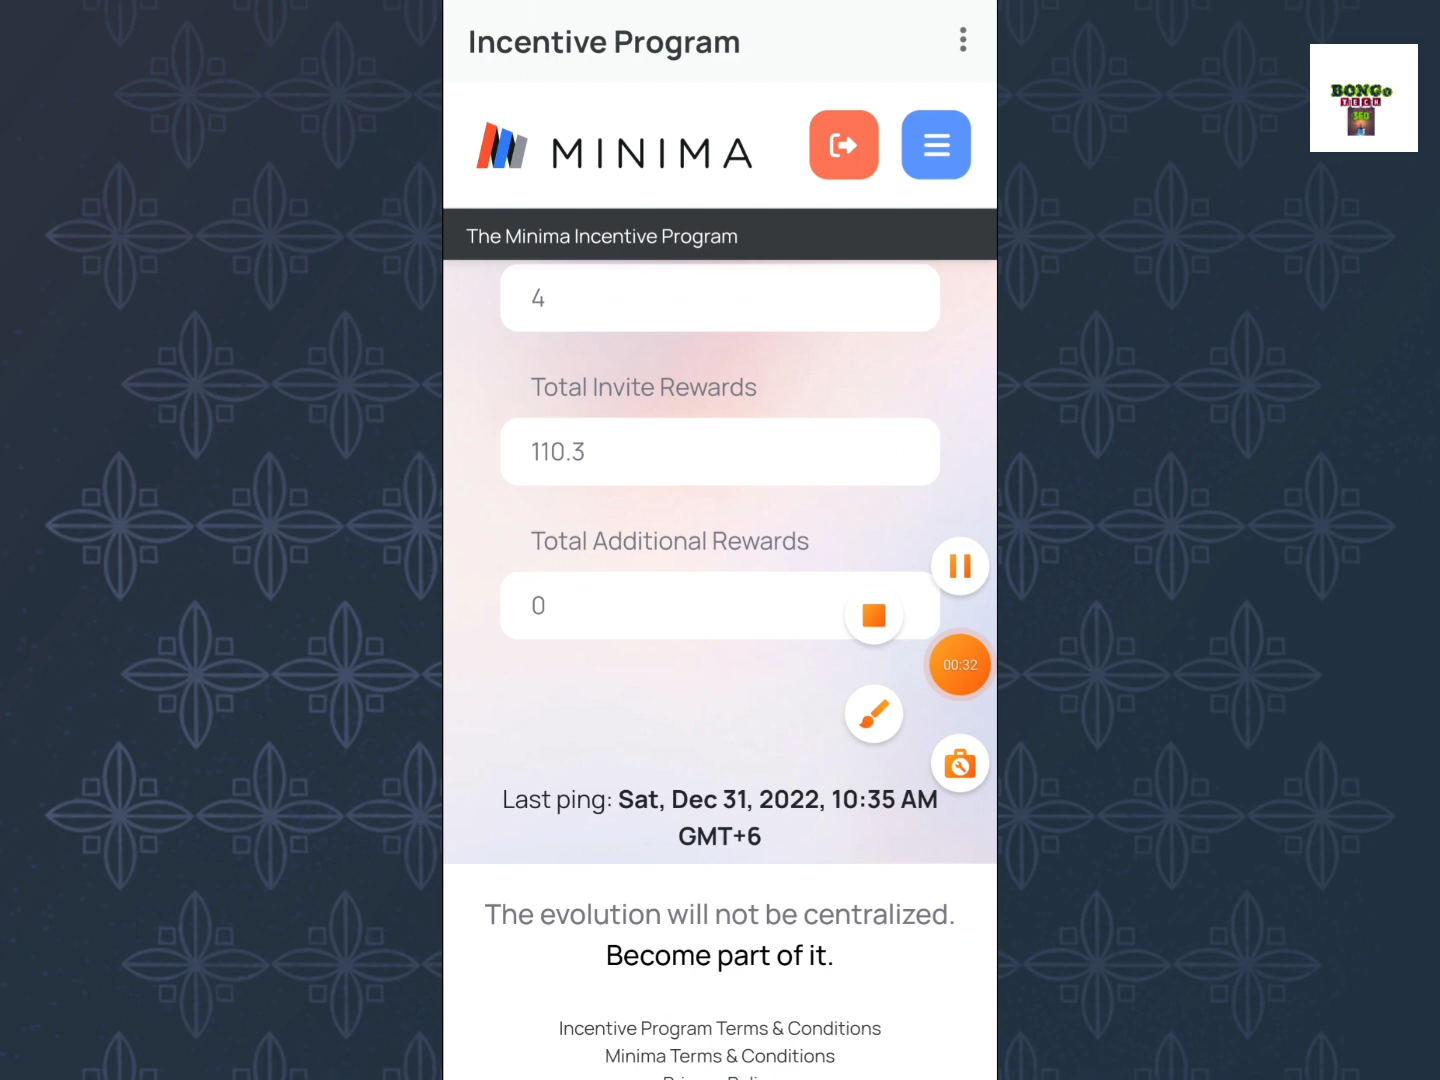 Incentive Program
MINIMA
BONGO
TECH
360
The Minima Incentive Program
4
Total Invite Rewards
110.3
Total Additional Rewards
0
00:32
Last ping: Sat, Dec 31, 2022, 10:35 AM
GMT+6
The evolution will not be centralized.
Become part of it.
Incentive Program Terms & Conditions
Minima Terms & Conditions